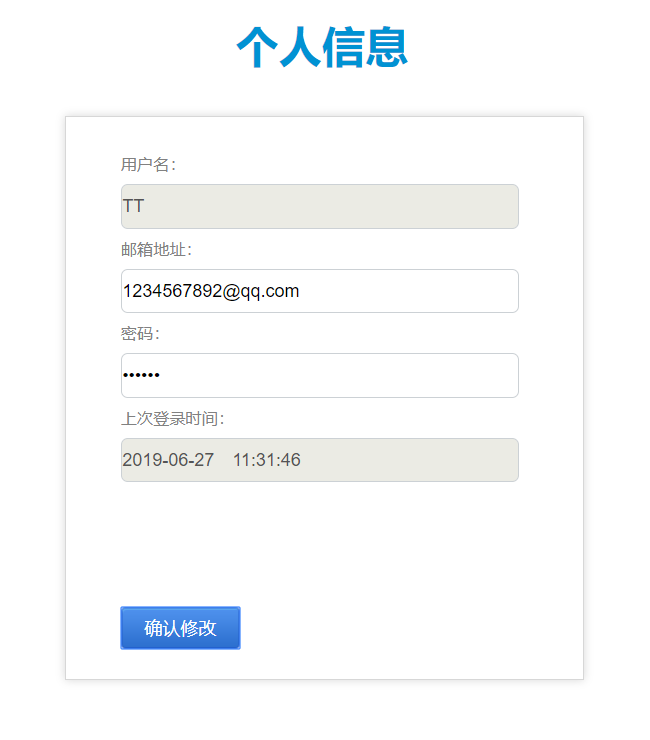 个人信息
用户名：
TT
邮箱地址：
1234567892@qq.com
密码：
••••••
上次登录时间：
2019-06-27 11:31:46
确认修改